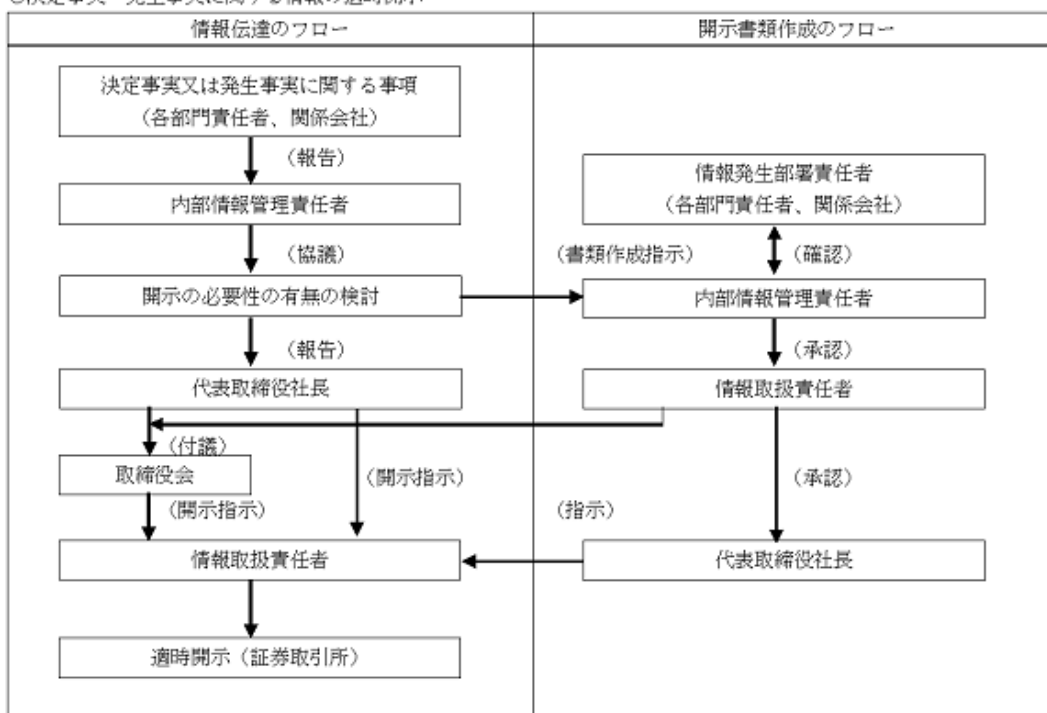 情報伝達のフロー
開示書類作成のフロー
決定事実又は発生事実に関する事項
（各部門責任者、関係会社）
（報告）
内部情報管理責任者
（協議）
開示の必要性の有無の検討
（報告）
代表取締役社長
（付議）
取締役会
（開示指示）
（開示指示）
情報取扱責任者
適時開示（証券取引所）
情報発生部署責任者
（各部門責任者、関係会社）
（書類作成指示）
（確認）
内部情報管理責任者
（承認）
情報取扱責任者
（承認）
（指示）
代表取締役社長